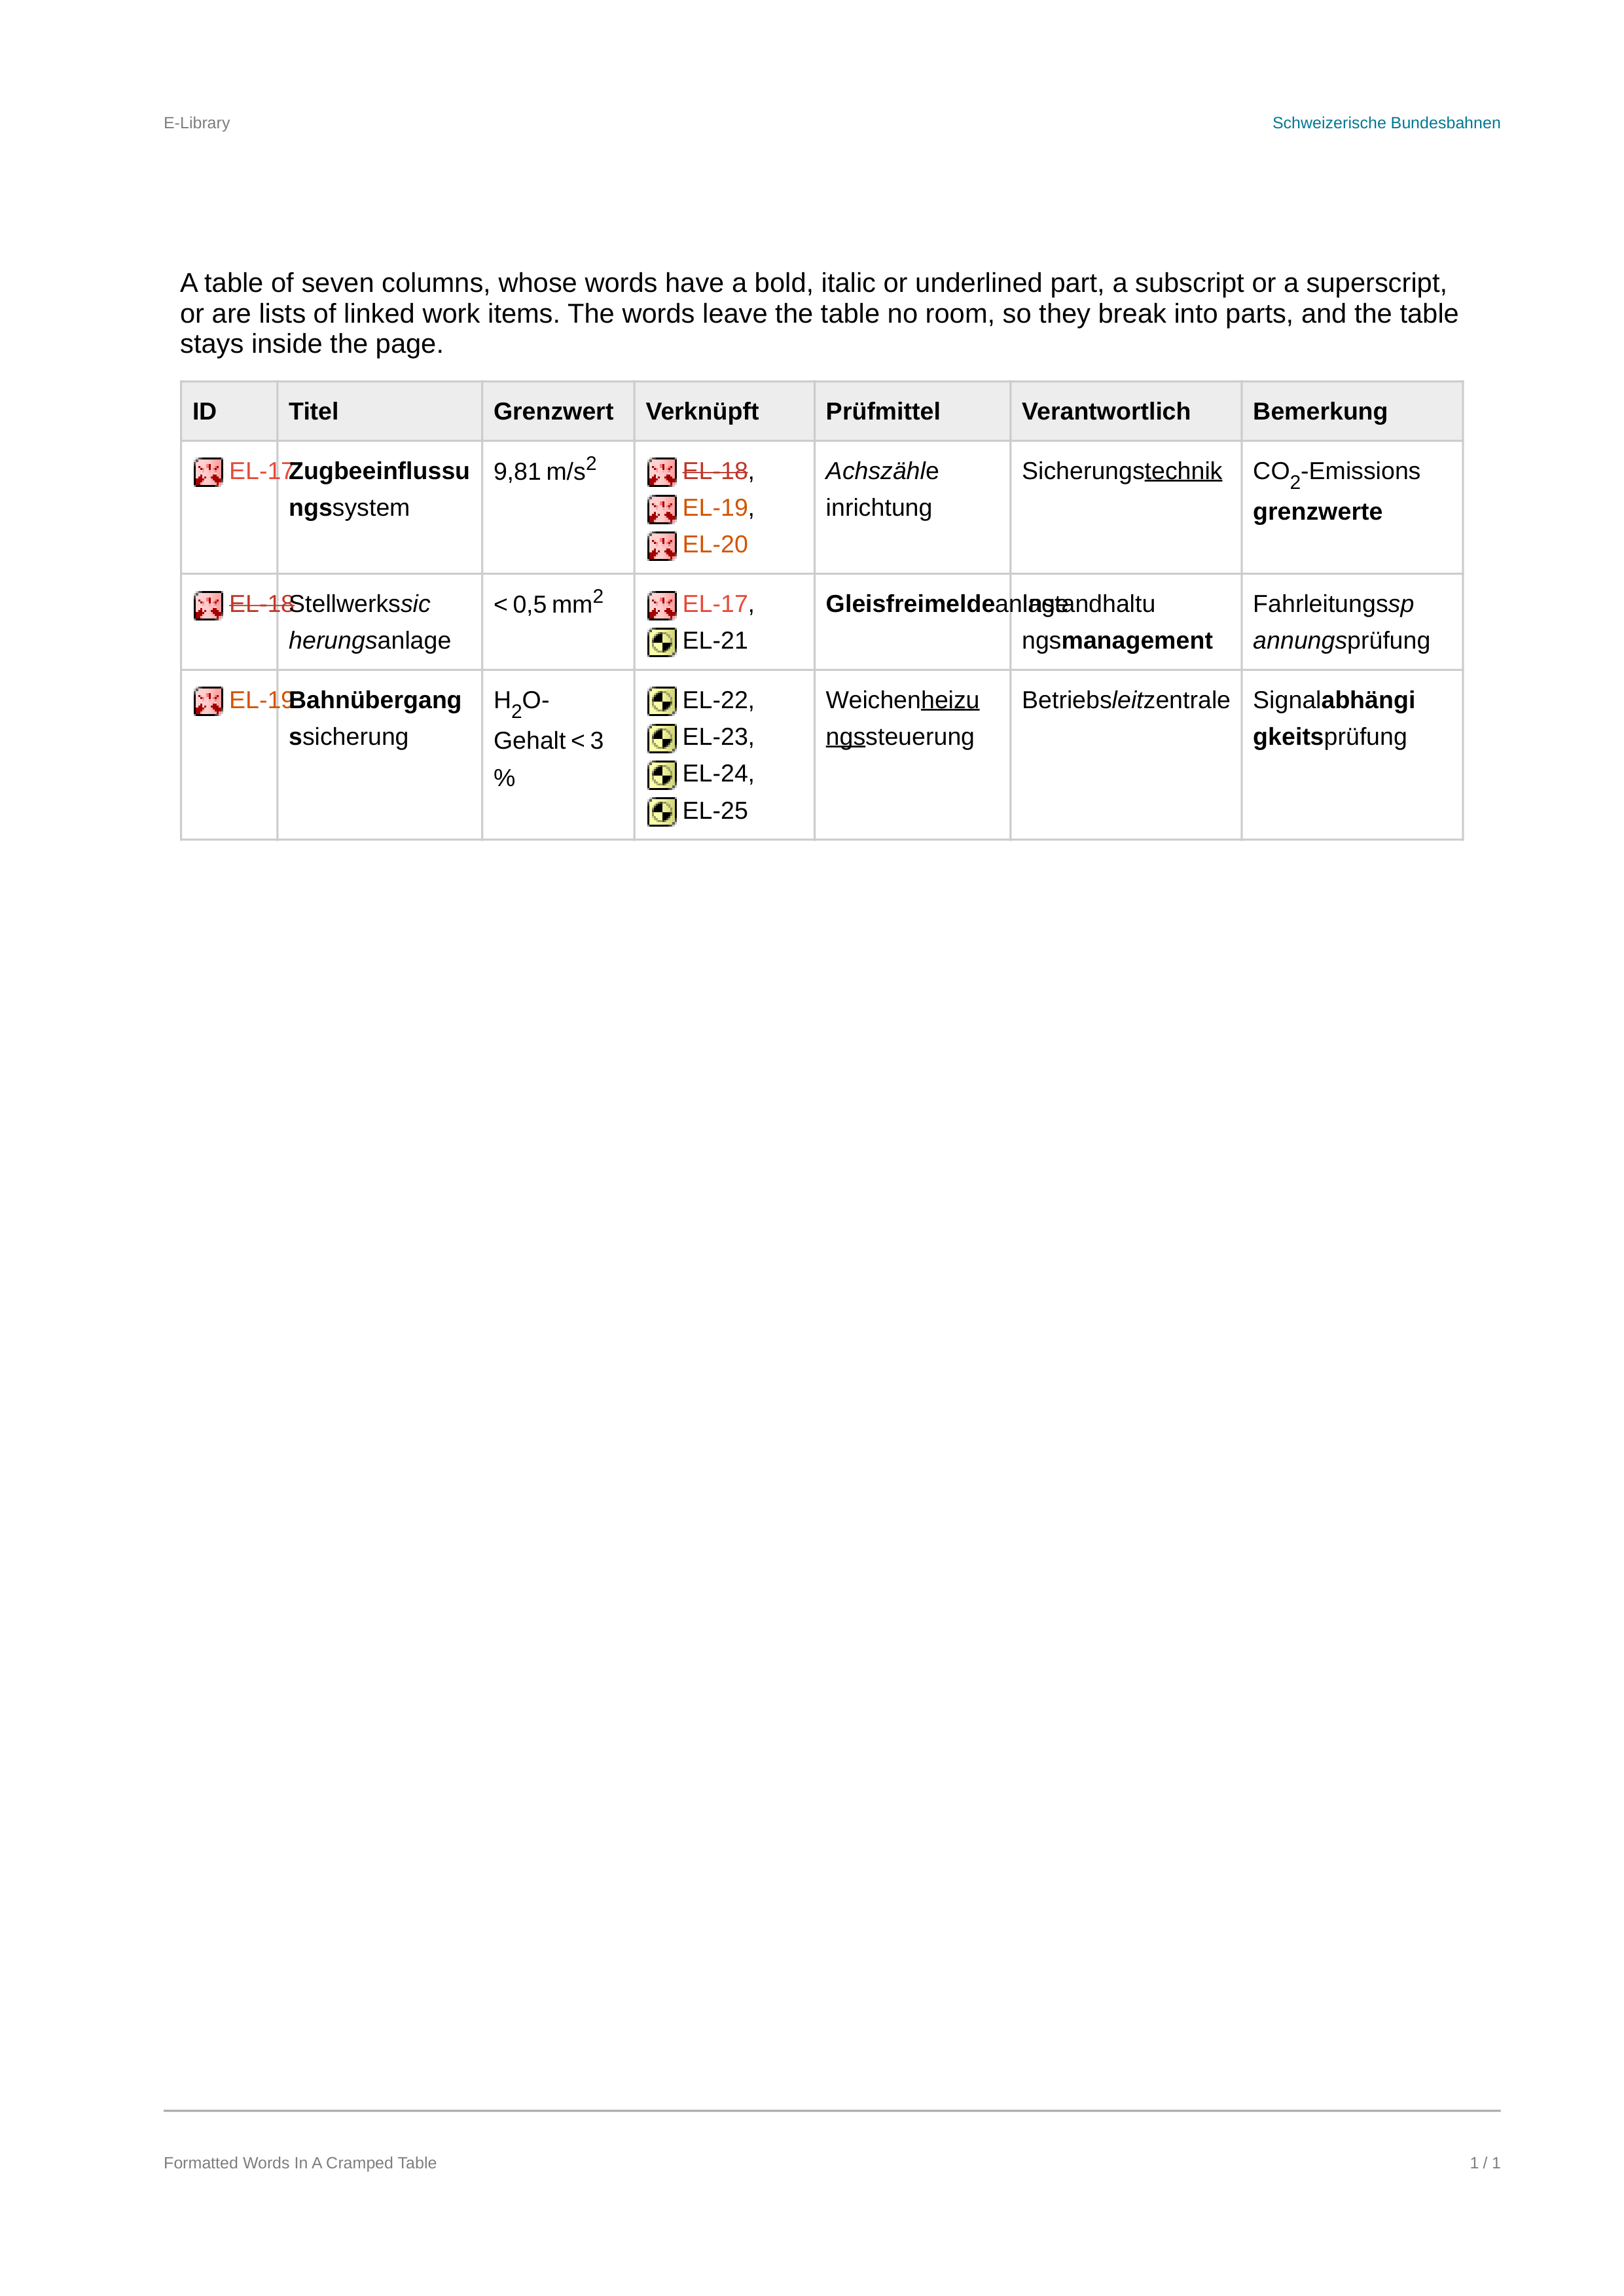 E-Library
Schweizerische Bundesbahnen
A table of seven columns, whose words have a bold, italic or underlined part, a subscript or a superscript,
or are lists of linked work items. The words leave the table no room, so they break into parts, and the table
stays inside the page.
ID Titel Grenzwert Verknüpft Prüfmittel Verantwortlich Bemerkung
EL-17 Zugbeeinflussu 9,81 m/s2 EL-18, Achszähle Sicherungstechnik CO2-Emissions
ngssystem EL-19, inrichtung grenzwerte
EL-20
EL-18 Stellwerkssic < 0,5 mm2 EL-17, Gleisfreimeldeanlage Instandhaltu Fahrleitungssp
herungsanlage EL-21 ngsmanagement annungsprüfung
EL-19 Bahnübergang H2O- EL-22, Weichenheizu Betriebsleitzentrale Signalabhängi
ssicherung Gehalt < 3 EL-23, ngssteuerung gkeitsprüfung
% EL-24,
EL-25
Formatted Words In A Cramped Table
1 / 1